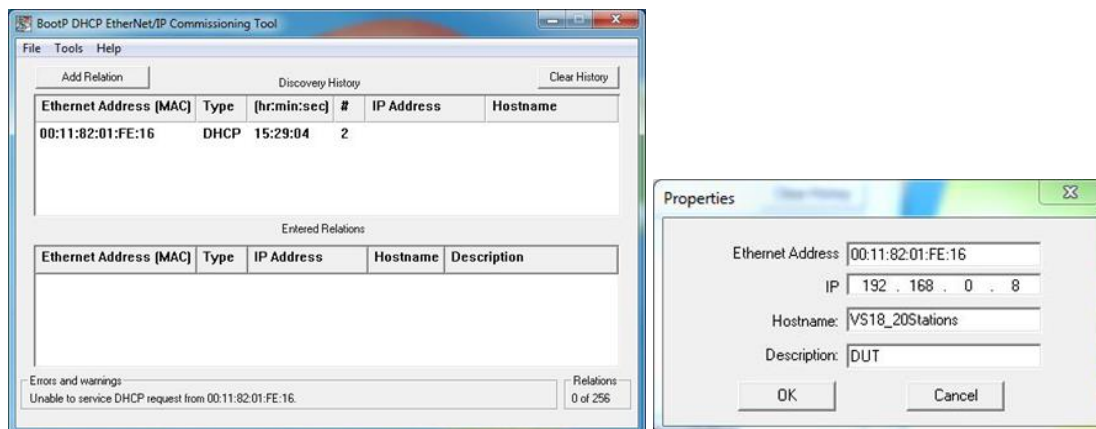 BootP DHCP EtherNet/IP Commissioning Tool
File Tools Help
Add Relation
Discovery History
Clear History
Ethernet Address (MAC) Type (hr:min:sec) # IP Address Hostname
00:11:82:01:FE:16 DHCP 15:29:04 2
Entered Relations
Ethernet Address (MAC) Type IP Address Hostname Description
Errors and warnings
Unable to service DHCP request from 00:11:82:01:FE:16.
Relations
0 of 256
Properties
Ethernet Address 00:11:82:01:FE:16
IP 192 . 168 . 0 . 8
Hostname: VS18_20Stations
Description: DUT
OK Cancel